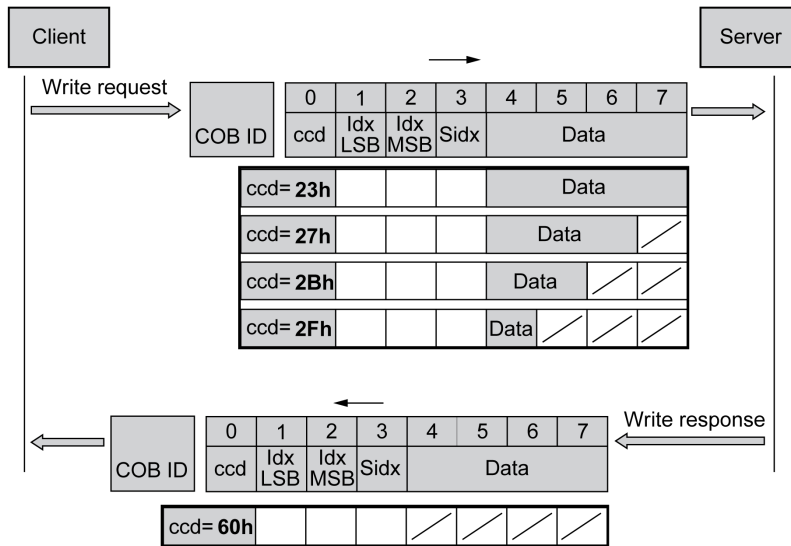 Client
Server
Write request
COB ID
0 1 2 3 4 5 6 7
ccd Idx LSB Idx MSB Sidx Data
ccd= 23h Data
ccd= 27h Data
ccd= 2Bh Data
ccd= 2Fh Data
Write response
COB ID
0 1 2 3 4 5 6 7
ccd Idx LSB Idx MSB Sidx Data
ccd= 60h